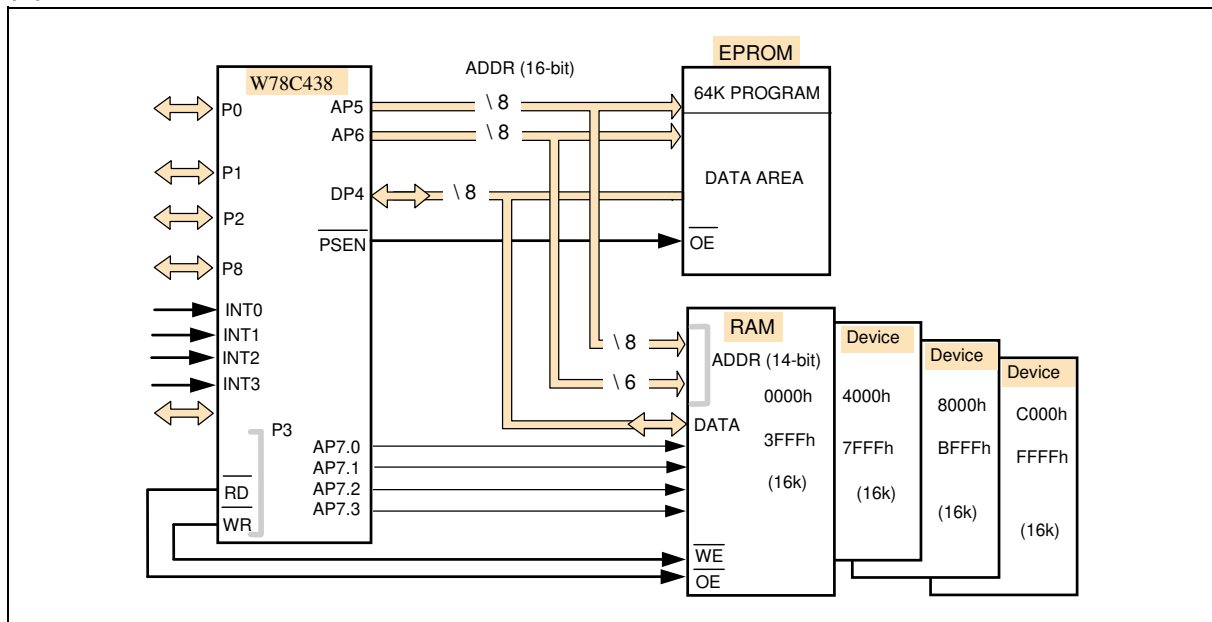 EPROM
ADDR (16-bit)
W78C438
64K PROGRAM
P0
AP5
\ 8
AP6
\ 8
P1
DATA AREA
DP4
\ 8
P2
PSEN
OE
P8
INT0
INT1
INT2
INT3
RAM
Device
Device
Device
\ 8
ADDR (14-bit)
\ 6
0000h
4000h
8000h
C000h
DATA
P3
3FFFh
7FFFh
BFFFh
FFFFh
AP7.0
AP7.1
AP7.2
AP7.3
(16k)
(16k)
(16k)
(16k)
RD
WR
WE
OE